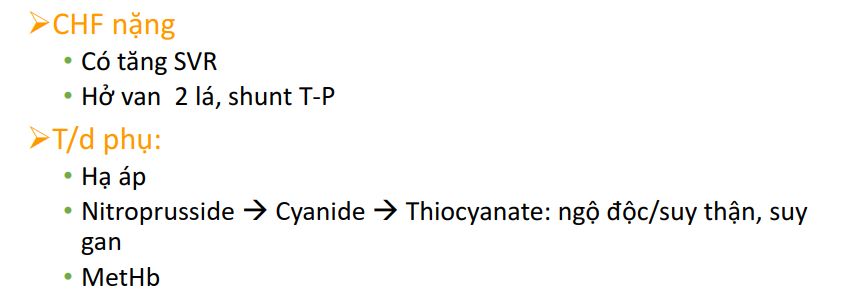 ➢CHF nặng
• Có tăng SVR
• Hở van 2 lá, shunt T-P
➢T/d phụ:
• Hạ áp
• Nitroprusside → Cyanide → Thiocyanate: ngộ độc/suy thận, suy
gan
• MetHb